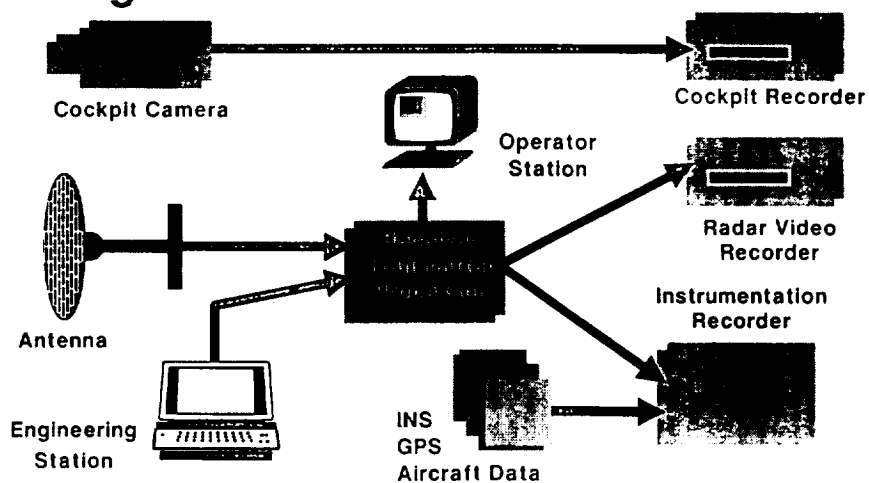 Cockpit Camera
Cockpit Recorder
Operator
Station
Radar Video
Recorder
Instrumentation
Recorder
Antenna
Engineering
Station
INS
GPS
Aircraft Data